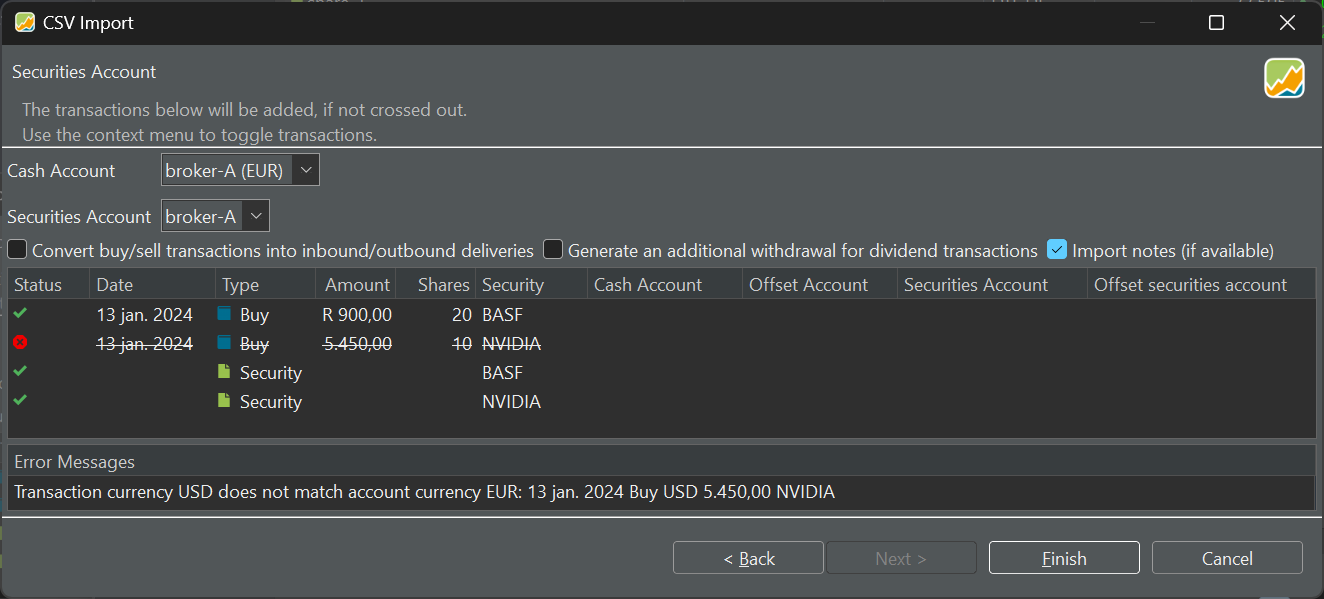 CSV Import
Securities Account
The transactions below will be added, if not crossed out.
Use the context menu to toggle transactions.
Cash Account broker-A (EUR)
Securities Account broker-A
Convert buy/sell transactions into inbound/outbound deliveries Generate an additional withdrawal for dividend transactions Import notes (if available)
Status Date Type Amount Shares Security Cash Account Offset Account Securities Account Offset securities account
13 jan. 2024 Buy R 900,00 20 BASF
13 jan. 2024 Buy 5.450,00 10 NVIDIA
Security BASF
Security NVIDIA
Error Messages
Transaction currency USD does not match account currency EUR: 13 jan. 2024 Buy USD 5.450,00 NVIDIA
< Back Next > Finish Cancel